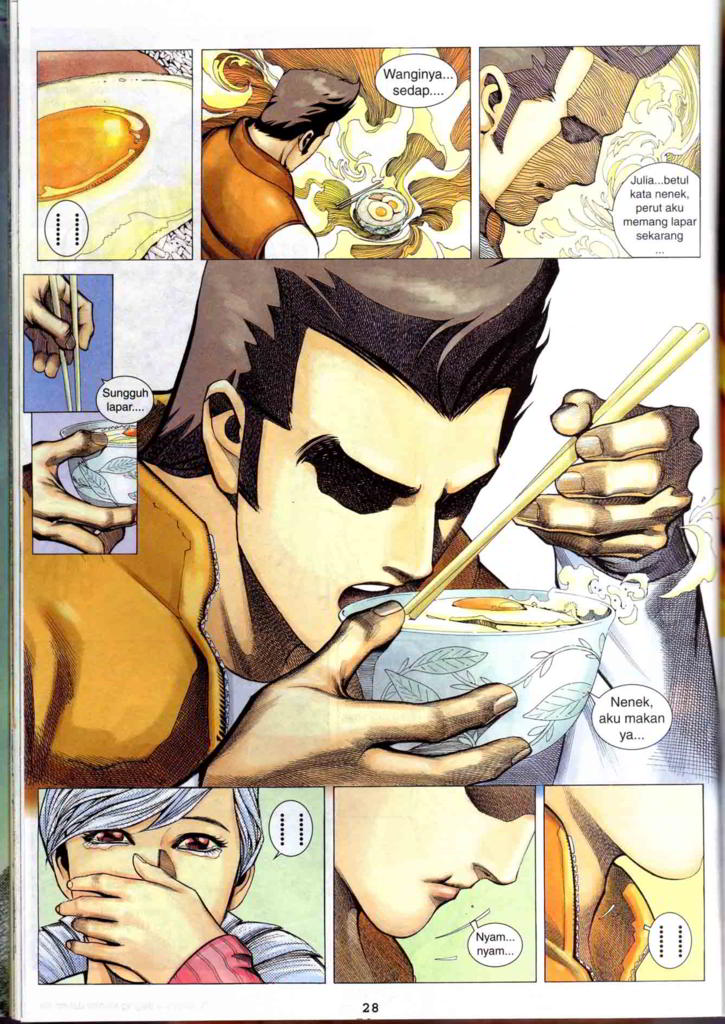 Wanginya...
sedap....
Julia...betul
kata nenek,
perut aku
memang lapar
sekarang
...
Sungguh
lapar....
Nenek,
aku makan
ya...
Nyam...
nyam...
28